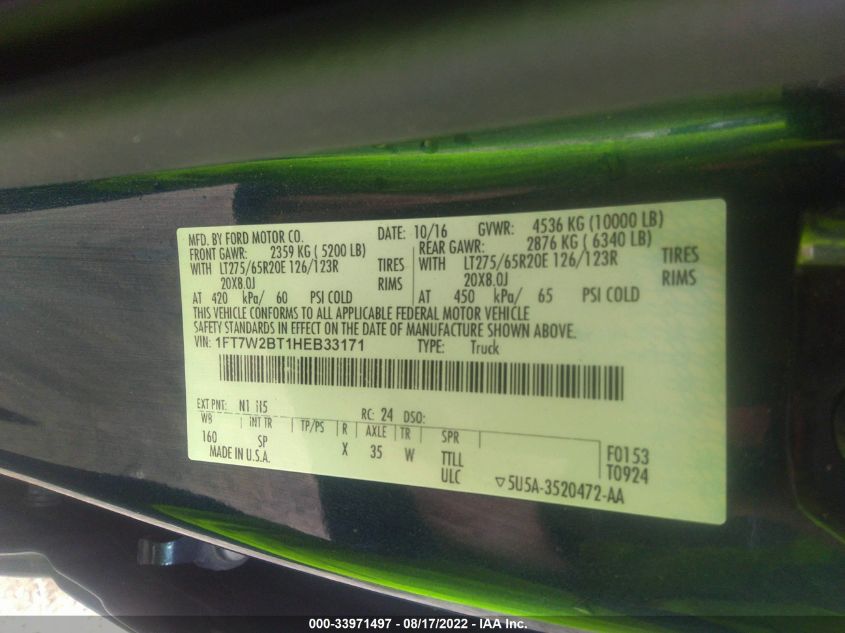 MFD. BY FORD MOTOR CO. DATE: 10/16 GVWR: 4536 KG (10000 LB)
FRONT GAWR: 2359 KG ( 5200 LB) REAR GAWR: 2876 KG ( 6340 LB)
WITH LT275/65R20E 126/123R TIRES WITH LT275/65R20E 126/123R TIRES
20X8.0J RIMS 20X8.0J RIMS
AT 420 kPa/ 60 PSI COLD AT 450 kPa/ 65 PSI COLD
THIS VEHICLE CONFORMS TO ALL APPLICABLE FEDERAL MOTOR VEHICLE
SAFETY STANDARDS IN EFFECT ON THE DATE OF MANUFACTURE SHOWN ABOVE.
VIN: 1FT7W2BT1HEB33171 TYPE: Truck
EXT PNT: N1 RC: 24 DSO:
WB INT TR TP/PS R AXLE TR SPR
160 SP X 35 W TTLL F0153
MADE IN U.S.A. ULC T0924
5U5A-3520472-AA
000-33971497 - 08/17/2022 - IAA Inc.